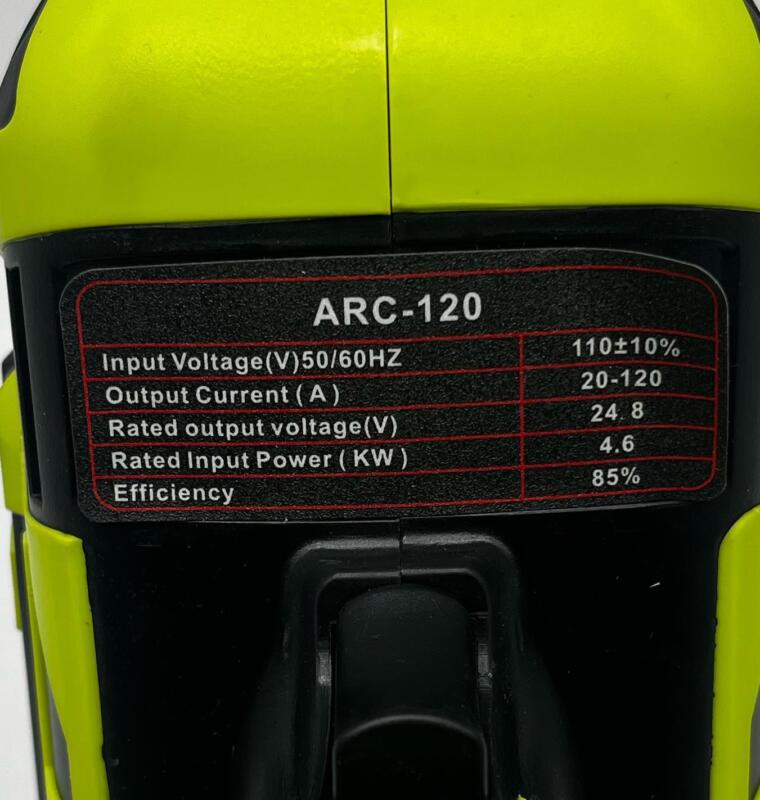 ARC-120
Input Voltage(V)50/60HZ 110±10%
Output Current ( A ) 20-120
Rated output voltage(V) 24.8
Rated Input Power ( KW ) 4.6
Efficiency 85%